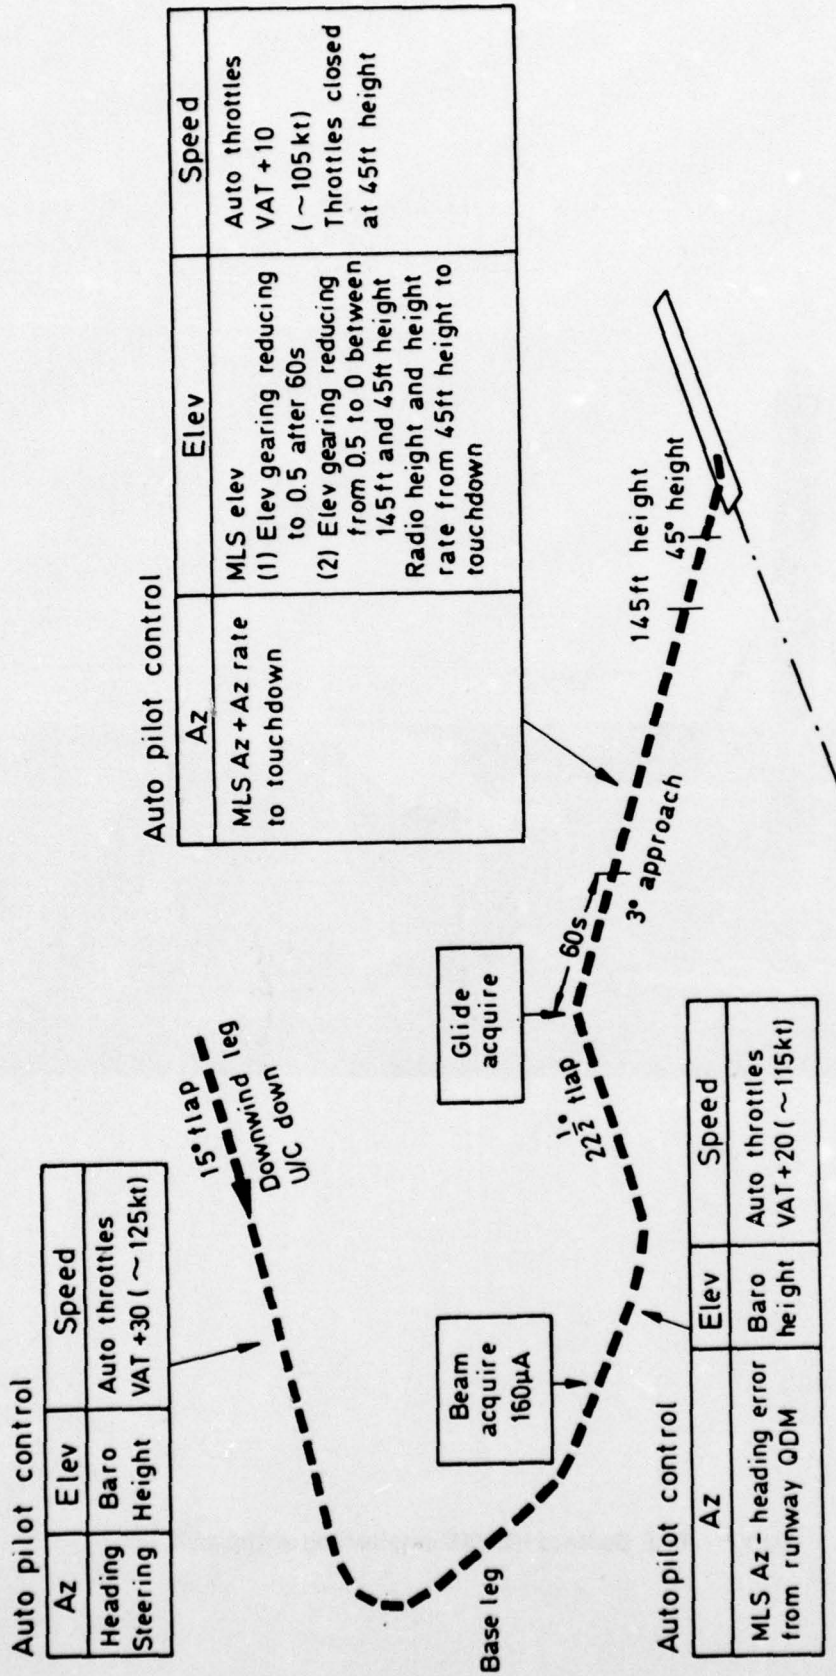 Auto pilot control
Az Elev Speed
Heading Steering Baro Height Auto throttles
VAT +30 (~125kt)
Auto pilot control
Az Elev Speed
MLS Az + Az rate
to touchdown
MLS elev
(1) Elev gearing reducing
to 0.5 after 60s
(2) Elev gearing reducing
from 0.5 to 0 between
145ft and 45ft height
Radio height and height
rate from 45ft height to
touchdown
Auto throttles
VAT + 10
(~105kt)
Throttles closed
at 45ft height
15° flap
Downwind leg
U/C down
Base leg
Beam
acquire
160µA
22½° flap
Glide
acquire
60s
3° approach
145ft height
45° height
Auto pilot control
Az Elev Speed
MLS Az - heading error
from runway QDM
Baro
height
Auto throttles
VAT+20 (~115kt)